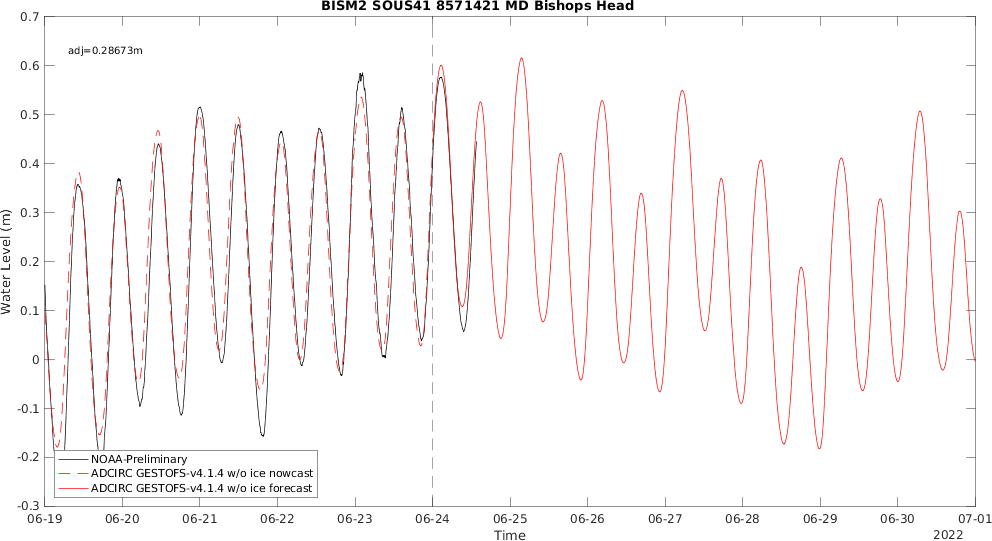 BISM2 SOUS41 8571421 MD Bishops Head
adj=0.28673m
0.7
0.6
0.5
0.4
0.3
0.2
0.1
0
-0.1
-0.2
-0.3
Water Level (m)
NOAA-Preliminary
ADCIRC GESTOFS-v4.1.4 w/o ice nowcast
ADCIRC GESTOFS-v4.1.4 w/o ice forecast
06-19 06-20 06-21 06-22 06-23 06-24 06-25 06-26 06-27 06-28 06-29 06-30 07-01
Time
2022